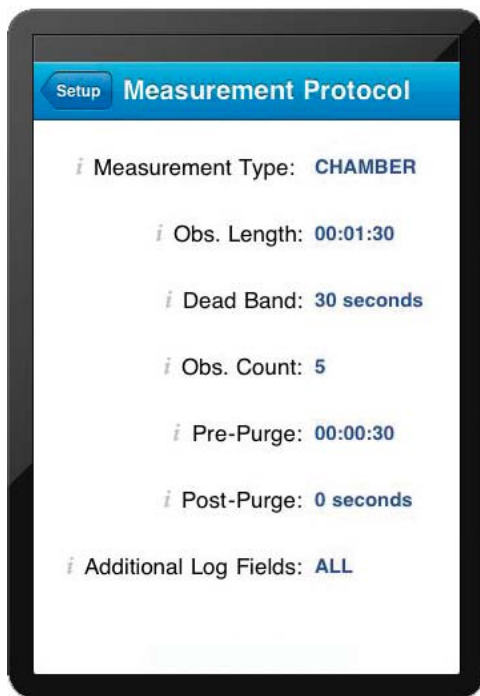 Setup Measurement Protocol
i Measurement Type: CHAMBER
i Obs. Length: 00:01:30
i Dead Band: 30 seconds
i Obs. Count: 5
i Pre-Purge: 00:00:30
i Post-Purge: 0 seconds
i Additional Log Fields: ALL